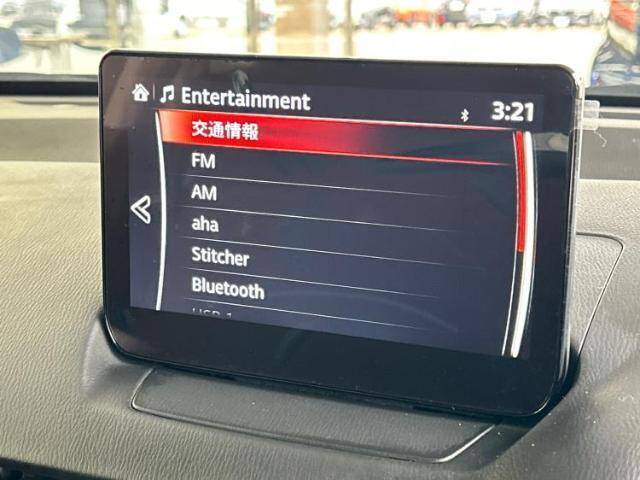 Entertainment
3:21
交通情報
FM
AM
aha
Stitcher
Bluetooth